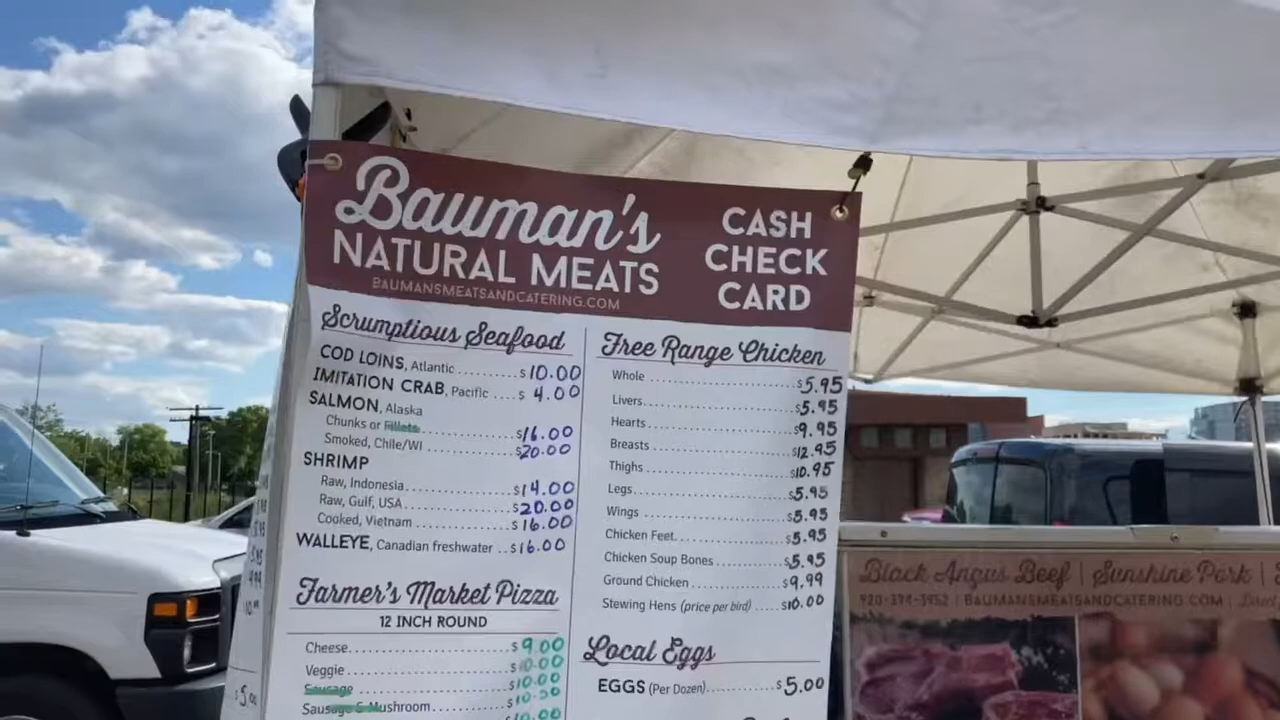 Bauman's
NATURAL MEATS
BAUMANSMEATSANDCATERING.COM
CASH
CHECK
CARD
Scrumptious Seafood
COD LOINS, Atlantic ........ $10.00
IMITATION CRAB, Pacific .... $ 4.00
SALMON, Alaska
Chunks or Fillets ........ $16.00
Smoked, Chile/WI ........ $20.00
SHRIMP
Raw, Indonesia ........ $14.00
Raw, Gulf, USA ........ $20.00
Cooked, Vietnam ........ $16.00
WALLEYE, Canadian freshwater .. $16.00
Farmer's Market Pizza
12 INCH ROUND
Cheese ........ $9.00
Veggie ........ $10.00
Sausage ........ $10.00
Sausage & Mushroom ........ $10.50
10.00
Free Range Chicken
Whole ........ $5.95
Livers ........ $5.95
Hearts ........ $9.95
Breasts ........ $12.95
Thighs ........ $10.95
Legs ........ $5.95
Wings ........ $5.95
Chicken Feet ........ $5.95
Chicken Soup Bones ........ $5.95
Ground Chicken ........ $9.99
Stewing Hens (price per bird) ..... $10.00
Local Eggs
EGGS (Per Dozen) ........ $5.00
Black Angus Beef | Sunshine Pork |
| BAUMANSMEATSANDCATERING.COM |